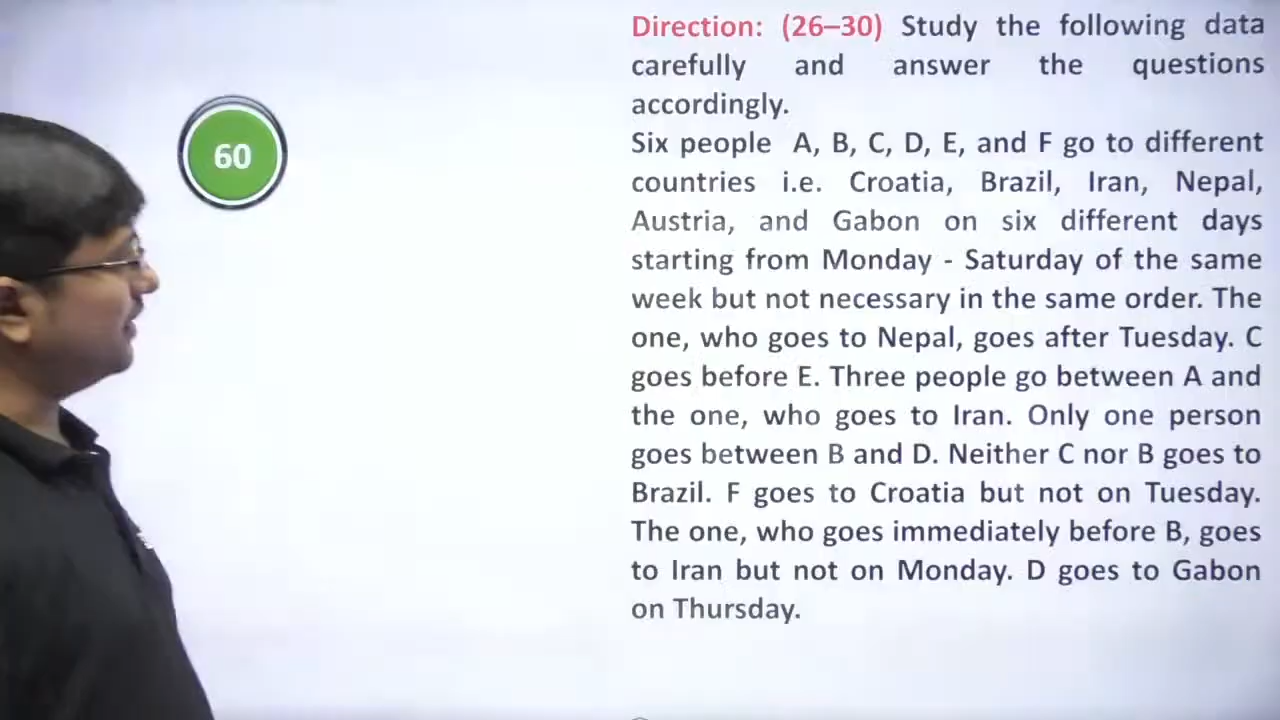 60
Direction: (26–30) Study the following data
carefully and answer the questions
accordingly.
Six people A, B, C, D, E, and F go to different
countries i.e. Croatia, Brazil, Iran, Nepal,
Austria, and Gabon on six different days
starting from Monday - Saturday of the same
week but not necessary in the same order. The
one, who goes to Nepal, goes after Tuesday. C
goes before E. Three people go between A and
the one, who goes to Iran. Only one person
goes between B and D. Neither C nor B goes to
Brazil. F goes to Croatia but not on Tuesday.
The one, who goes immediately before B, goes
to Iran but not on Monday. D goes to Gabon
on Thursday.